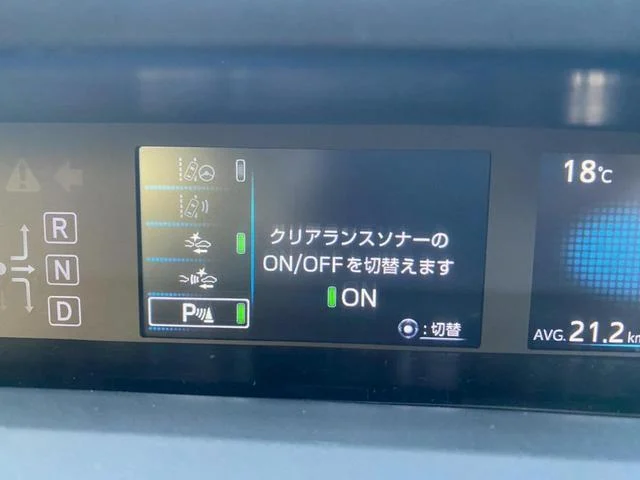 R
N
D
P
クリアランスソナーの
ON/OFFを切替えます
ON
:切替
18℃
AVG.21.2km